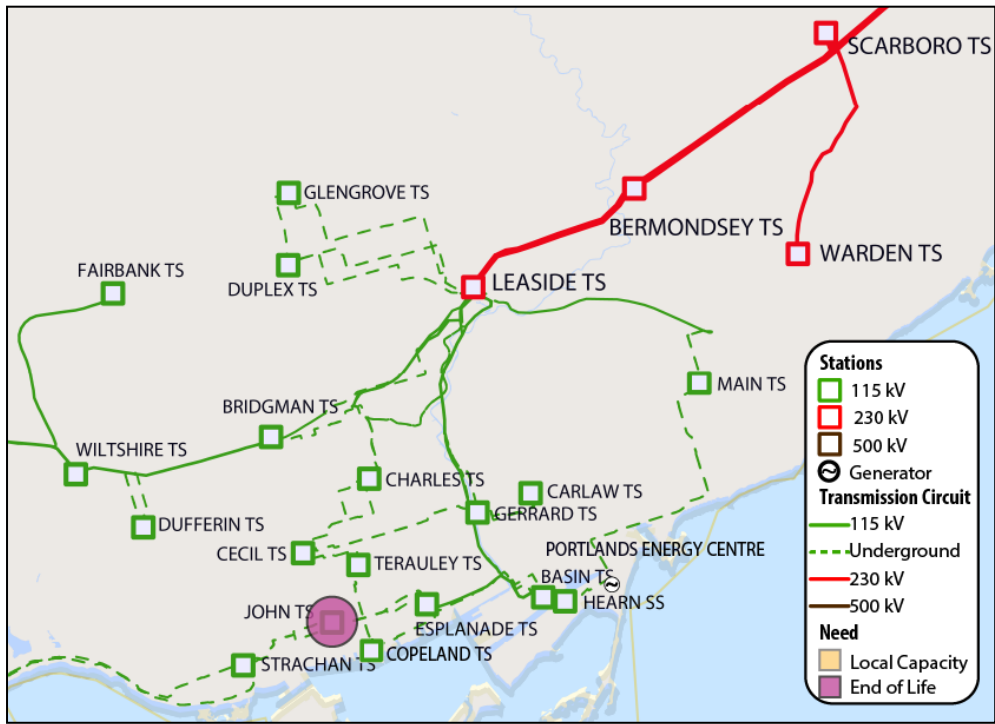 SCARBORO TS
GLENGROVE TS
BERMONDSEY TS
WARDEN TS
FAIRBANK TS
DUPLEX TS
LEASIDE TS
MAIN TS
BRIDGMAN TS
WILTSHIRE TS
CHARLES TS
CARLAW TS
GERRARD TS
DUFFERIN TS
CECIL TS
TERAULEY TS
PORTLANDS ENERGY CENTRE
BASIN TS
HEARN SS
JOHN TS
ESPLANADE TS
COPELAND TS
STRACHAN TS
Stations
115 kV
230 kV
500 kV
Generator
Transmission Circuit
115 kV
Underground
230 kV
500 kV
Need
Local Capacity
End of Life